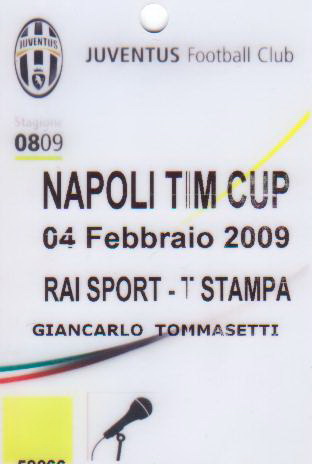 JUVENTUS
JUVENTUS Football Club
Stagione
0809
NAPOLI TIM CUP
04 Febbraio 2009
RAI SPORT - T STAMPA
GIANCARLO TOMMASETTI